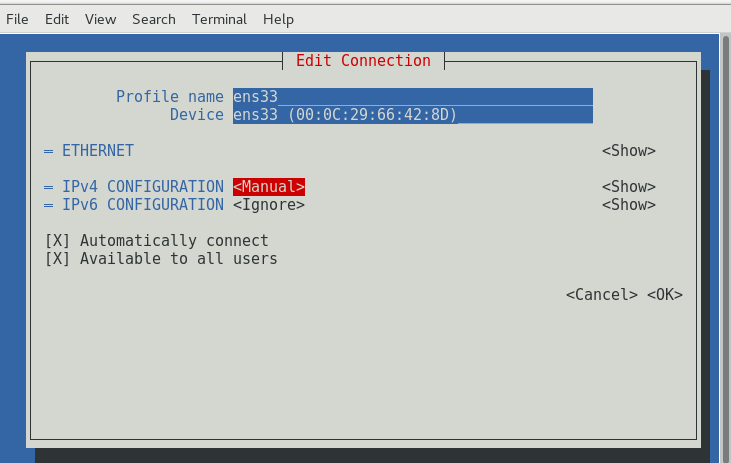 File Edit View Search Terminal Help
Edit Connection
Profile name ens33
Device ens33 (00:0C:29:66:42:8D)
= ETHERNET <Show>
= IPv4 CONFIGURATION <Manual> <Show>
= IPv6 CONFIGURATION <Ignore> <Show>
[X] Automatically connect
[X] Available to all users
<Cancel> <OK>